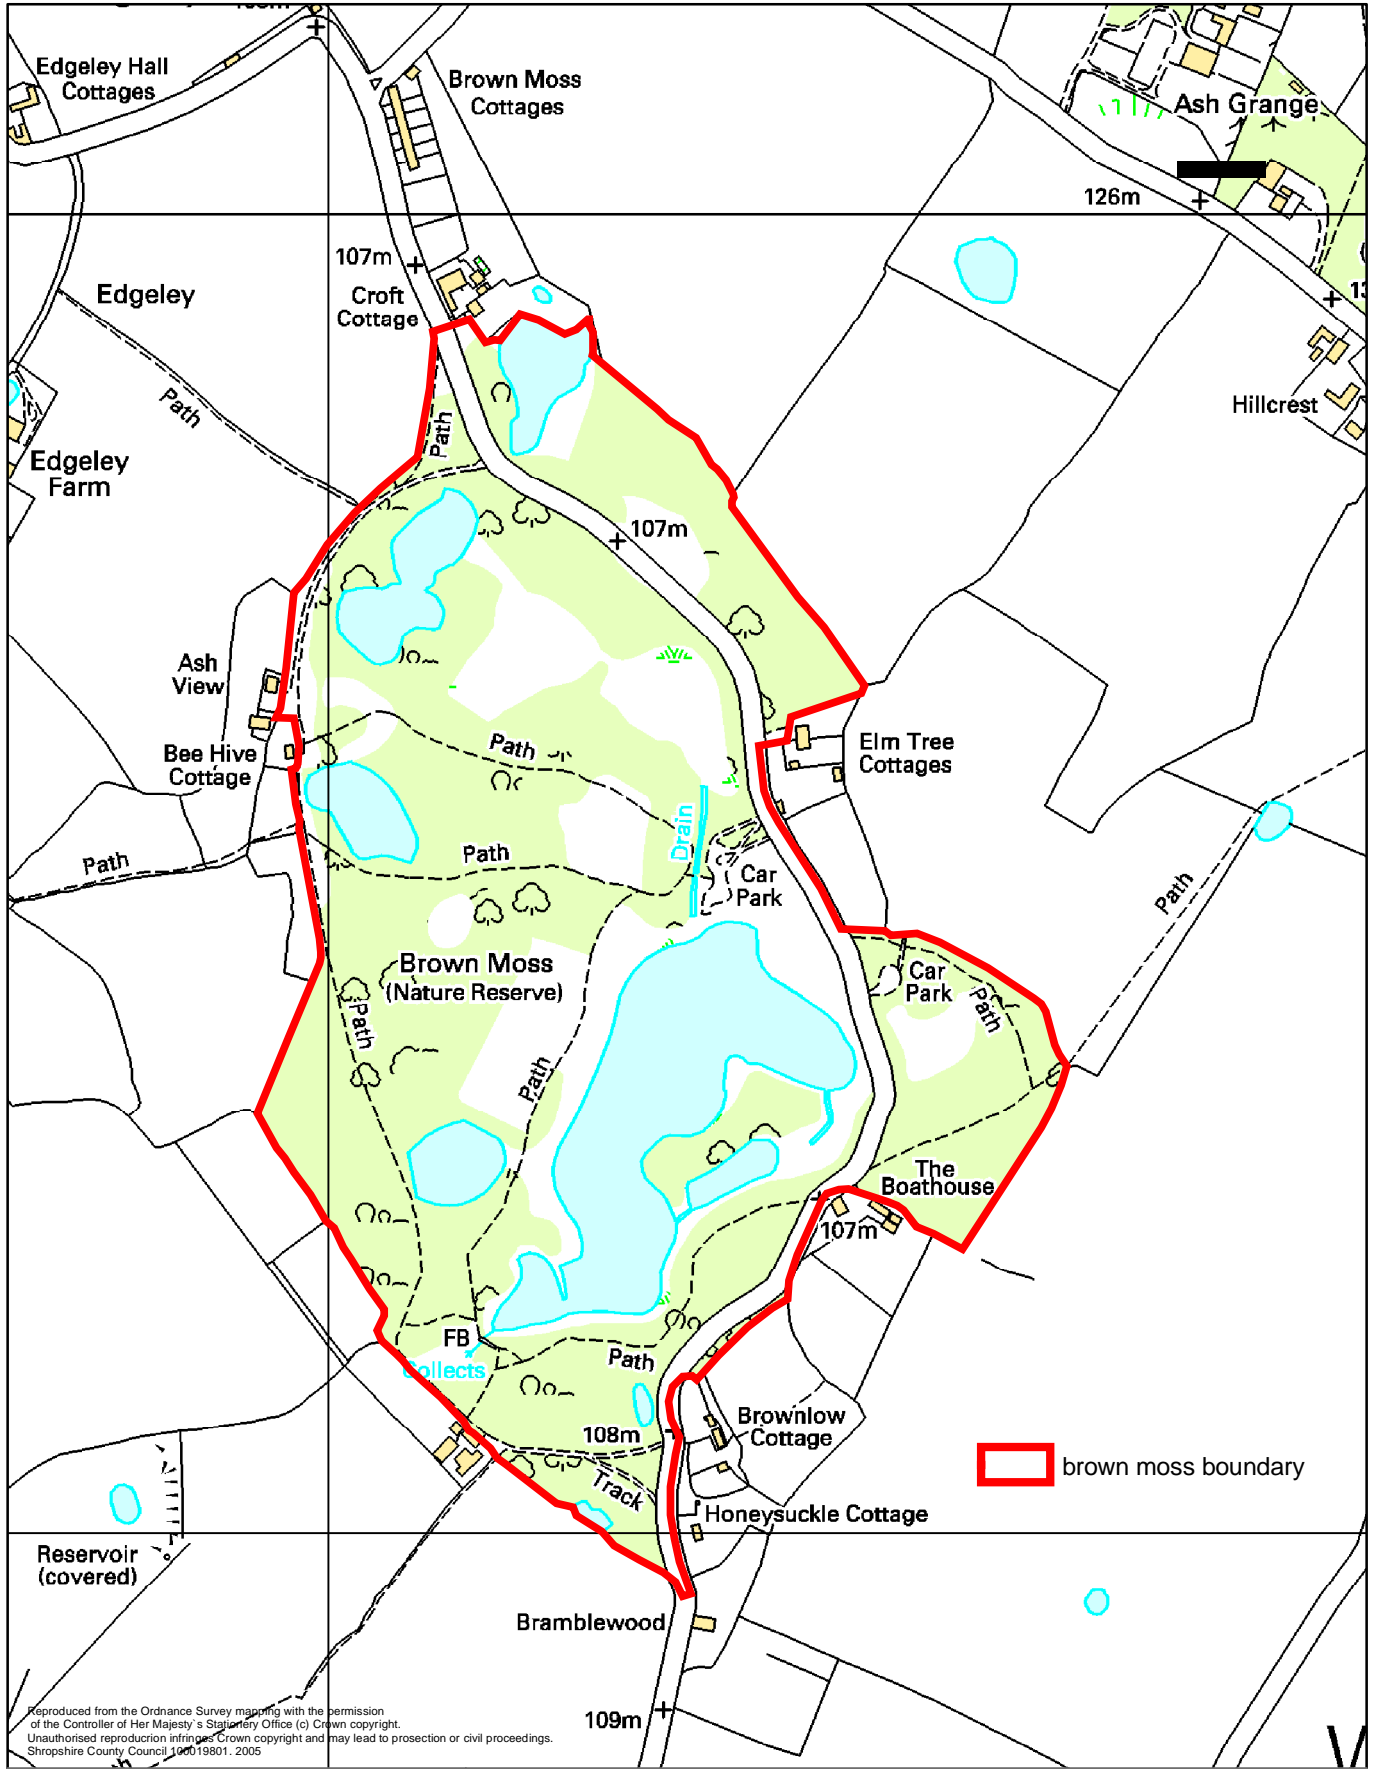 Edgeley Hall
Cottages
Brown Moss
Cottages
Ash Grange
126m
107m
Croft
Cottage
Edgeley
Path
Hillcrest
Edgeley
Farm
Path
107m
Ash
View
Bee Hive
Cottage
Path
Elm Tree
Cottages
Drain
Path
Path
Car
Park
Path
Brown Moss
(Nature Reserve)
Car
Park
Path
Path
Path
The
Boathouse
107m
FB
Collects
Path
108m
Brownlow
Cottage
brown moss boundary
Track
Honeysuckle Cottage
Reservoir
(covered)
Bramblewood
109m
Reproduced from the Ordnance Survey mapping with the permission
of the Controller of Her Majesty`s Stationery Office (c) Crown copyright.
Unauthorised reproducrion infringes Crown copyright and may lead to prosection or civil proceedings.
Shropshire County Council 100019801. 2005